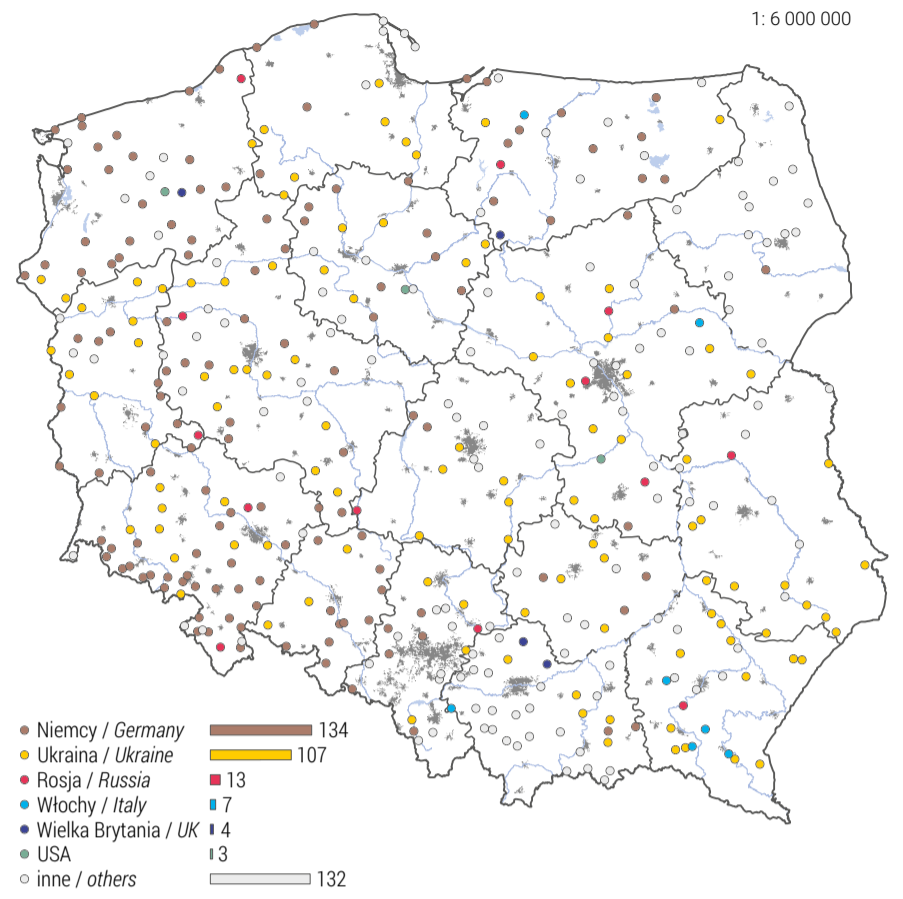 1: 6 000 000
Niemcy / Germany 134
Ukraina / Ukraine 107
Rosja / Russia 13
Włochy / Italy 7
Wielka Brytania / UK 4
USA 3
inne / others 132